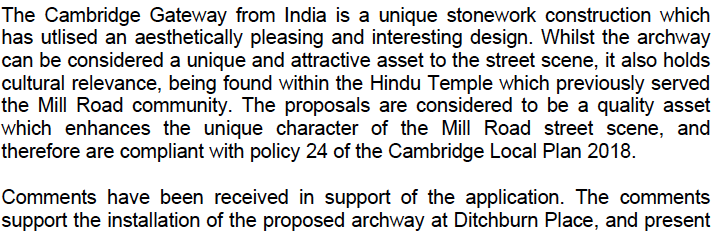 The Cambridge Gateway from India is a unique stonework construction which
has utlised an aesthetically pleasing and interesting design. Whilst the archway
can be considered a unique and attractive asset to the street scene, it also holds
cultural relevance, being found within the Hindu Temple which previously served
the Mill Road community. The proposals are considered to be a quality asset
which enhances the unique character of the Mill Road street scene, and
therefore are compliant with policy 24 of the Cambridge Local Plan 2018.
Comments have been received in support of the application. The comments
support the installation of the proposed archway at Ditchburn Place, and present